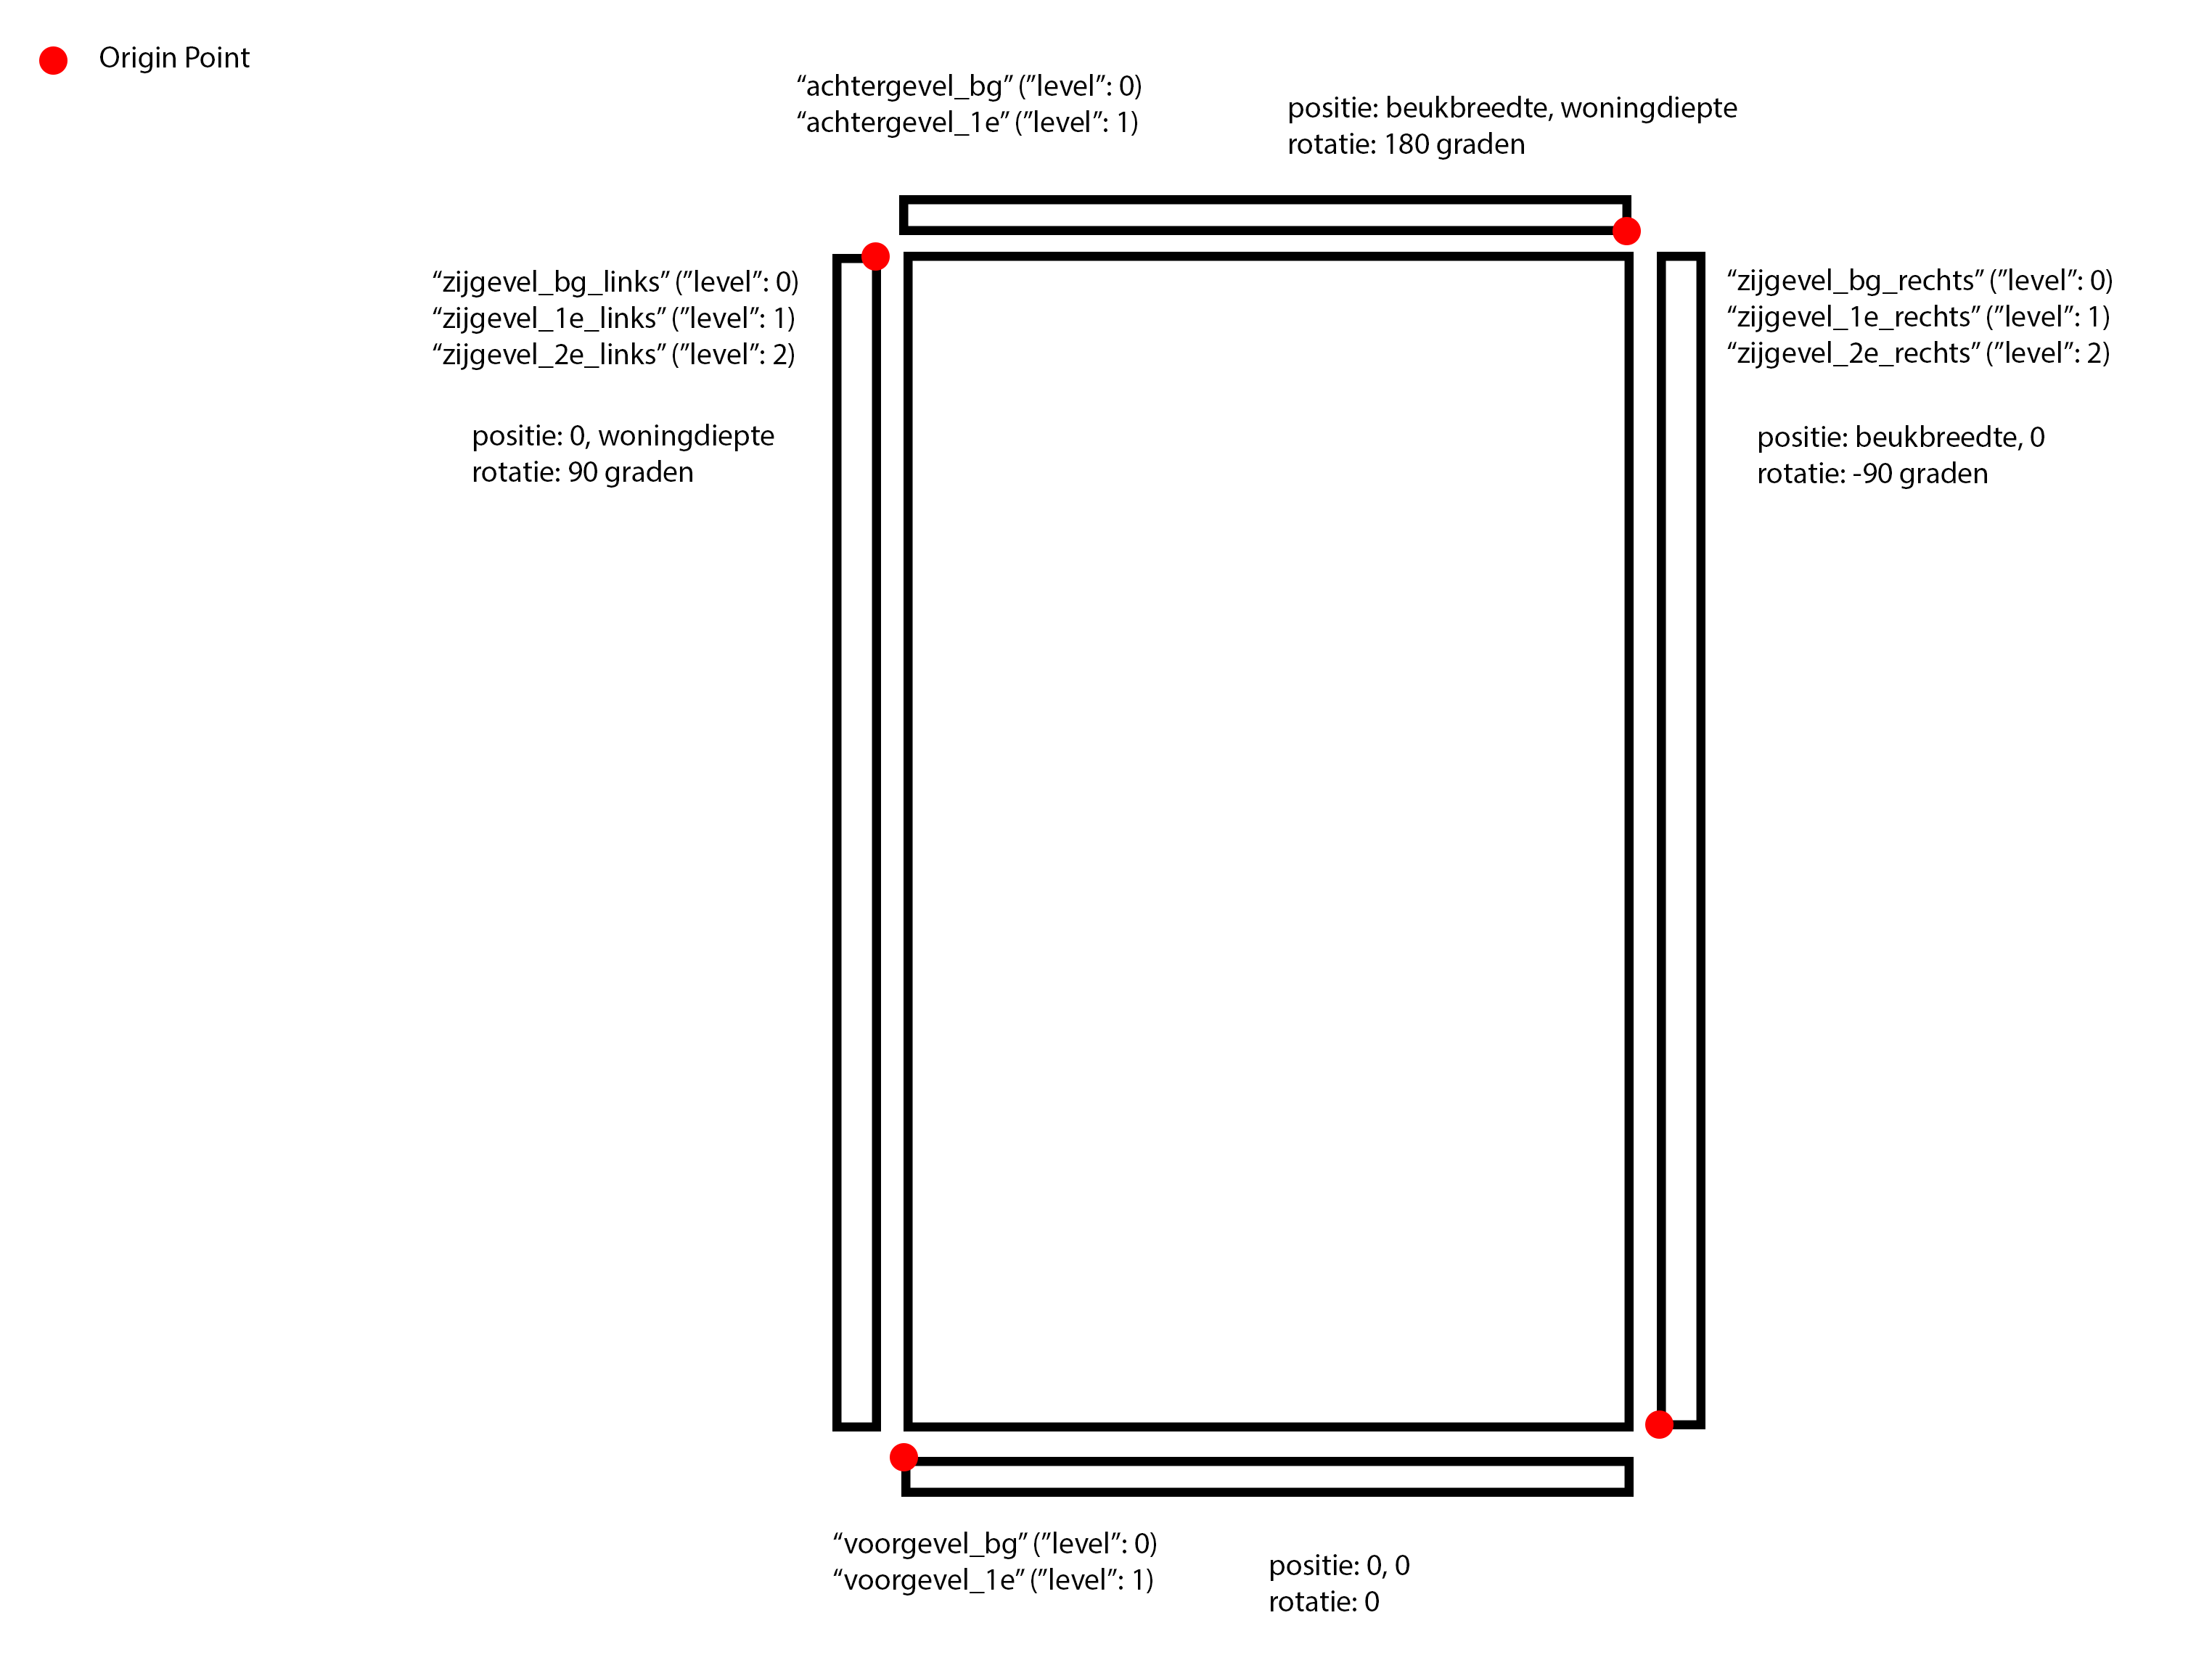 Origin Point
“achtergevel_bg” (”level”: 0)
“achtergevel_1e” (”level”: 1)
positie: beukbreedte, woningdiepte
rotatie: 180 graden
“zijgevel_bg_links” (”level”: 0)
“zijgevel_1e_links” (”level”: 1)
“zijgevel_2e_links” (”level”: 2)
positie: 0, woningdiepte
rotatie: 90 graden
“zijgevel_bg_rechts” (”level”: 0)
“zijgevel_1e_rechts” (”level”: 1)
“zijgevel_2e_rechts” (”level”: 2)
positie: beukbreedte, 0
rotatie: -90 graden
“voorgevel_bg” (”level”: 0)
“voorgevel_1e” (”level”: 1)
positie: 0, 0
rotatie: 0